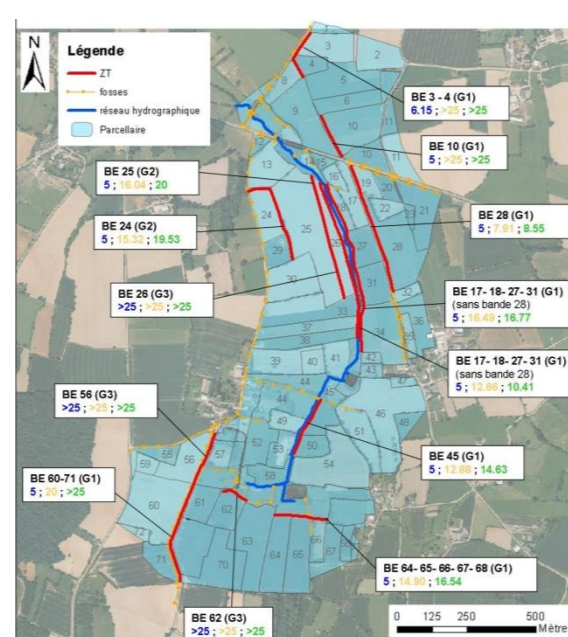 N
Légende
ZT
fosses
réseau hydrographique
Parcellaire
BE 3 - 4 (G1)
6.15 ; >25 ; >25
BE 10 (G1)
5 ; >25 ; >25
BE 25 (G2)
5 ; 16.04 ; 20
BE 24 (G2)
5 ; 15.32 ; 19.53
BE 28 (G1)
5 ; 7.91 ; 8.55
BE 26 (G3)
>25 ; >25 ; >25
BE 17- 18- 27- 31 (G1)
(sans bande 28)
5 ; 16.49 ; 16.77
BE 17- 18- 27- 31 (G1)
(sans bande 28)
5 ; 12.66 ; 10.41
BE 56 (G3)
>25 ; >25 ; >25
BE 45 (G1)
5 ; 12.88 ; 14.63
BE 60-71 (G1)
5 ; 20 ; >25
BE 64- 65- 66- 67- 68 (G1)
5 ; 14.90 ; 16.54
BE 62 (G3)
>25 ; >25 ; >25
3
2
4
5
8
9
6
10
11
12
13
14
15
16
10
11
17
18
19
20
22
23
21
24
25
26
27
28
29
30
31
32
33
34
35
36
37
38
39
40
41
42
43
44
44
45
47
46
48
49
50
51
52
53
54
55
56
57
58
59
60
61
62
63
64
65
66
67
70
71
0 250 500
Mètre